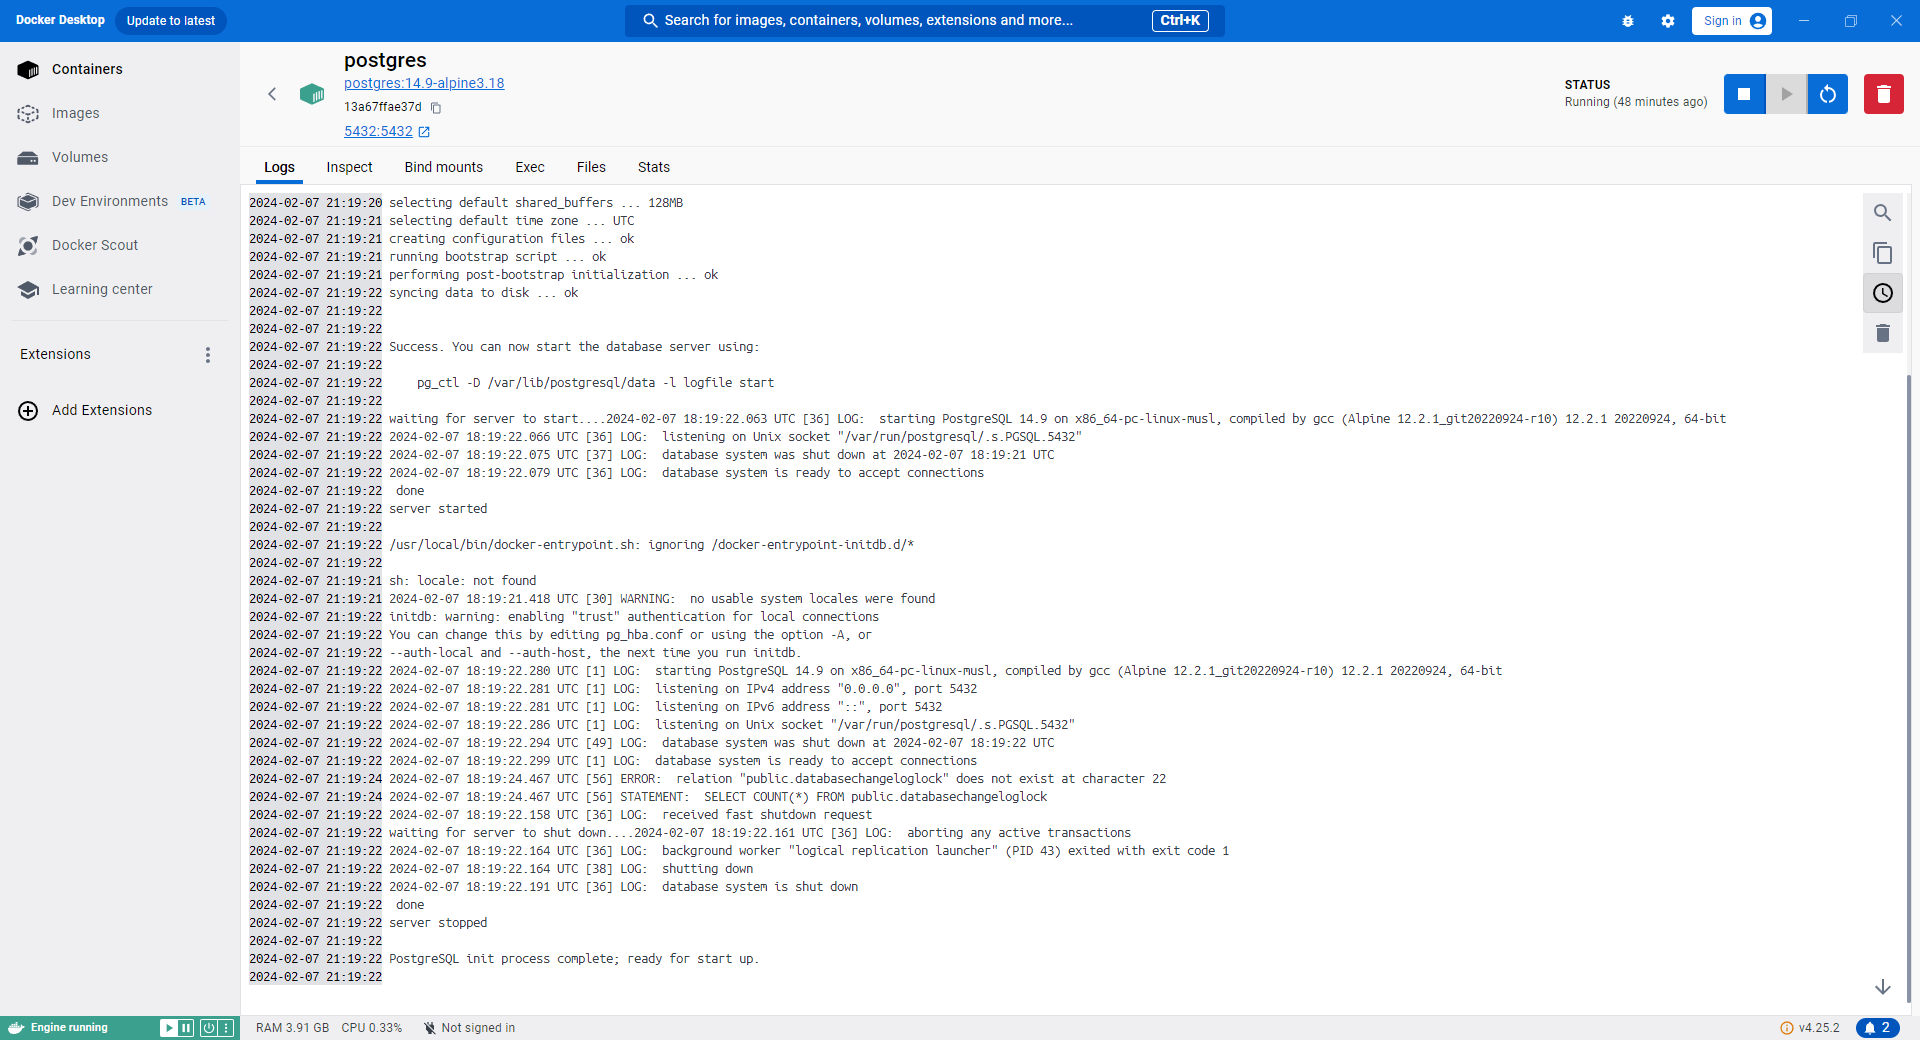 Docker Desktop Update to latest
Search for images, containers, volumes, extensions and more... Ctrl+K
Sign in
Containers
Images
Volumes
Dev Environments BETA
Docker Scout
Learning center
Extensions
Add Extensions
postgres
postgres:14.9-alpine3.18
13a67ffae37d
5432:5432
STATUS
Running (48 minutes ago)
Logs Inspect Bind mounts Exec Files Stats
2024-02-07 21:19:20 selecting default shared_buffers ... 128MB
2024-02-07 21:19:21 selecting default time zone ... UTC
2024-02-07 21:19:21 creating configuration files ... ok
2024-02-07 21:19:21 running bootstrap script ... ok
2024-02-07 21:19:21 performing post-bootstrap initialization ... ok
2024-02-07 21:19:22 syncing data to disk ... ok
2024-02-07 21:19:22
2024-02-07 21:19:22
2024-02-07 21:19:22 Success. You can now start the database server using:
2024-02-07 21:19:22
2024-02-07 21:19:22     pg_ctl -D /var/lib/postgresql/data -l logfile start
2024-02-07 21:19:22
2024-02-07 21:19:22 waiting for server to start....2024-02-07 18:19:22.063 UTC [36] LOG:  starting PostgreSQL 14.9 on x86_64-pc-linux-musl, compiled by gcc (Alpine 12.2.1_git20220924-r10) 12.2.1 20220924, 64-bit
2024-02-07 21:19:22 2024-02-07 18:19:22.066 UTC [36] LOG:  listening on Unix socket "/var/run/postgresql/.s.PGSQL.5432"
2024-02-07 21:19:22 2024-02-07 18:19:22.075 UTC [37] LOG:  database system was shut down at 2024-02-07 18:19:21 UTC
2024-02-07 21:19:22 2024-02-07 18:19:22.079 UTC [36] LOG:  database system is ready to accept connections
2024-02-07 21:19:22  done
2024-02-07 21:19:22 server started
2024-02-07 21:19:22
2024-02-07 21:19:22 /usr/local/bin/docker-entrypoint.sh: ignoring /docker-entrypoint-initdb.d/*
2024-02-07 21:19:22
2024-02-07 21:19:21 sh: locale: not found
2024-02-07 21:19:21 2024-02-07 18:19:21.418 UTC [30] WARNING:  no usable system locales were found
2024-02-07 21:19:22 initdb: warning: enabling "trust" authentication for local connections
2024-02-07 21:19:22 You can change this by editing pg_hba.conf or using the option -A, or
2024-02-07 21:19:22 --auth-local and --auth-host, the next time you run initdb.
2024-02-07 21:19:22 2024-02-07 18:19:22.280 UTC [1] LOG:  starting PostgreSQL 14.9 on x86_64-pc-linux-musl, compiled by gcc (Alpine 12.2.1_git20220924-r10) 12.2.1 20220924, 64-bit
2024-02-07 21:19:22 2024-02-07 18:19:22.281 UTC [1] LOG:  listening on IPv4 address "0.0.0.0", port 5432
2024-02-07 21:19:22 2024-02-07 18:19:22.281 UTC [1] LOG:  listening on IPv6 address "::", port 5432
2024-02-07 21:19:22 2024-02-07 18:19:22.286 UTC [1] LOG:  listening on Unix socket "/var/run/postgresql/.s.PGSQL.5432"
2024-02-07 21:19:22 2024-02-07 18:19:22.294 UTC [49] LOG:  database system was shut down at 2024-02-07 18:19:22 UTC
2024-02-07 21:19:22 2024-02-07 18:19:22.299 UTC [1] LOG:  database system is ready to accept connections
2024-02-07 21:19:24 2024-02-07 18:19:24.467 UTC [56] ERROR:  relation "public.databasechangeloglock" does not exist at character 22
2024-02-07 21:19:24 2024-02-07 18:19:24.467 UTC [56] STATEMENT:  SELECT COUNT(*) FROM public.databasechangeloglock
2024-02-07 21:19:22 2024-02-07 18:19:22.158 UTC [36] LOG:  received fast shutdown request
2024-02-07 21:19:22 waiting for server to shut down....2024-02-07 18:19:22.161 UTC [36] LOG:  aborting any active transactions
2024-02-07 21:19:22 2024-02-07 18:19:22.164 UTC [36] LOG:  background worker "logical replication launcher" (PID 43) exited with exit code 1
2024-02-07 21:19:22 2024-02-07 18:19:22.164 UTC [38] LOG:  shutting down
2024-02-07 21:19:22 2024-02-07 18:19:22.191 UTC [36] LOG:  database system is shut down
2024-02-07 21:19:22  done
2024-02-07 21:19:22 server stopped
2024-02-07 21:19:22
2024-02-07 21:19:22 PostgreSQL init process complete; ready for start up.
2024-02-07 21:19:22
Engine running
RAM 3.91 GB CPU 0.33% Not signed in
v4.25.2
2